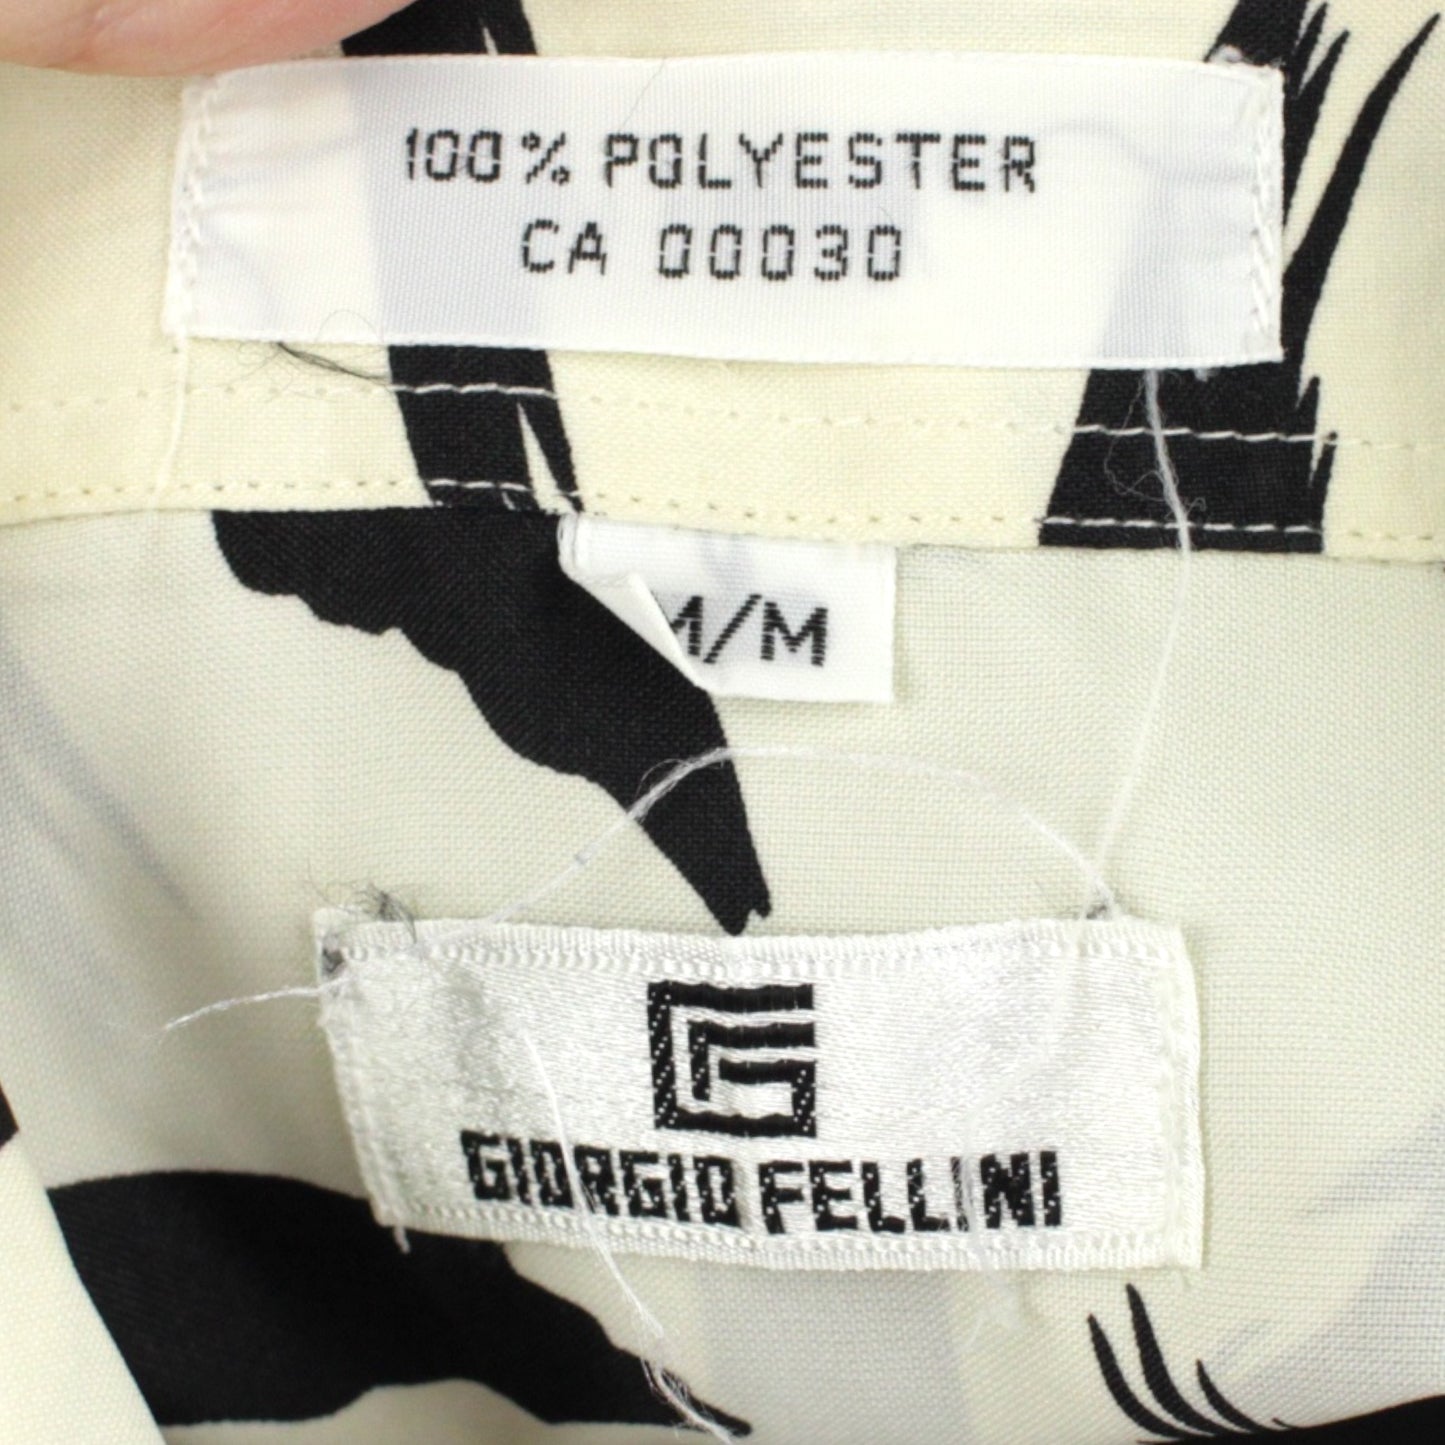 100% POLYESTER
CA 00030
M/M
GIORGIO FELLINI